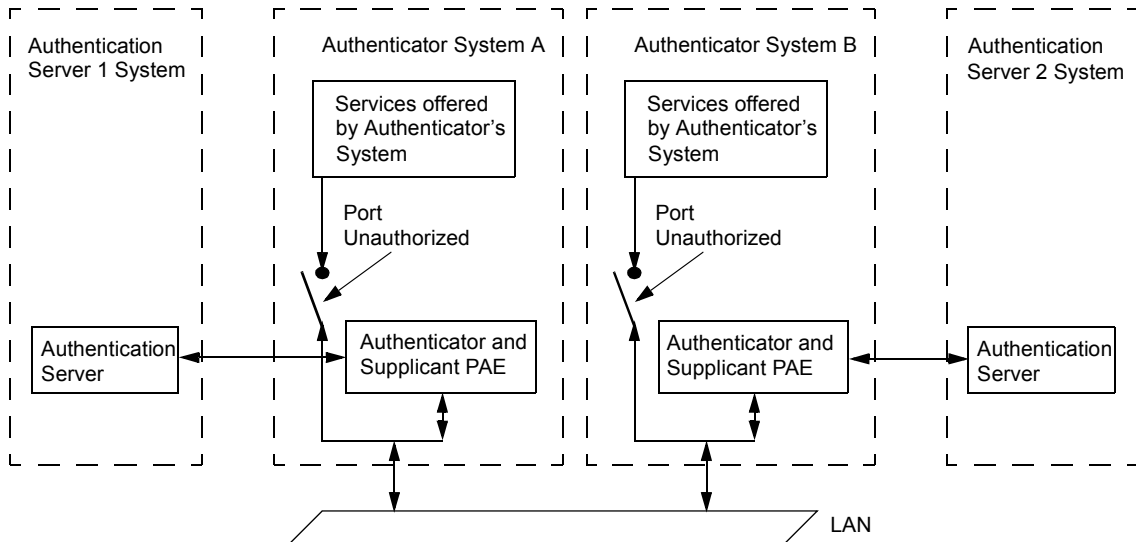 Authentication
Server 1 System
Authenticator System A
Authenticator System B
Authentication
Server 2 System
Services offered
by Authenticator’s
System
Services offered
by Authenticator’s
System
Port
Unauthorized
Port
Unauthorized
Authentication
Server
Authenticator and
Supplicant PAE
Authenticator and
Supplicant PAE
Authentication
Server
LAN